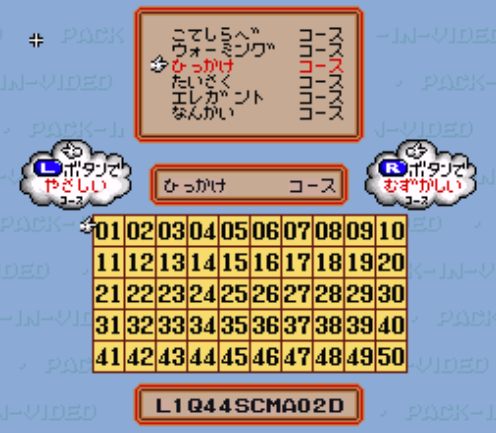 こてしらべ コース
ウォーミング コース
ひっかけ コース
たいさく コース
エレガント コース
なんかい コース
Lボタンで
やさしい
コース
Rボタンで
むずかしい
コース
ひっかけ コース
01 02 03 04 05 06 07 08 09 10
11 12 13 14 15 16 17 18 19 20
21 22 23 24 25 26 27 28 29 30
31 32 33 34 35 36 37 38 39 40
41 42 43 44 45 46 47 48 49 50
L1Q44SCMA02D